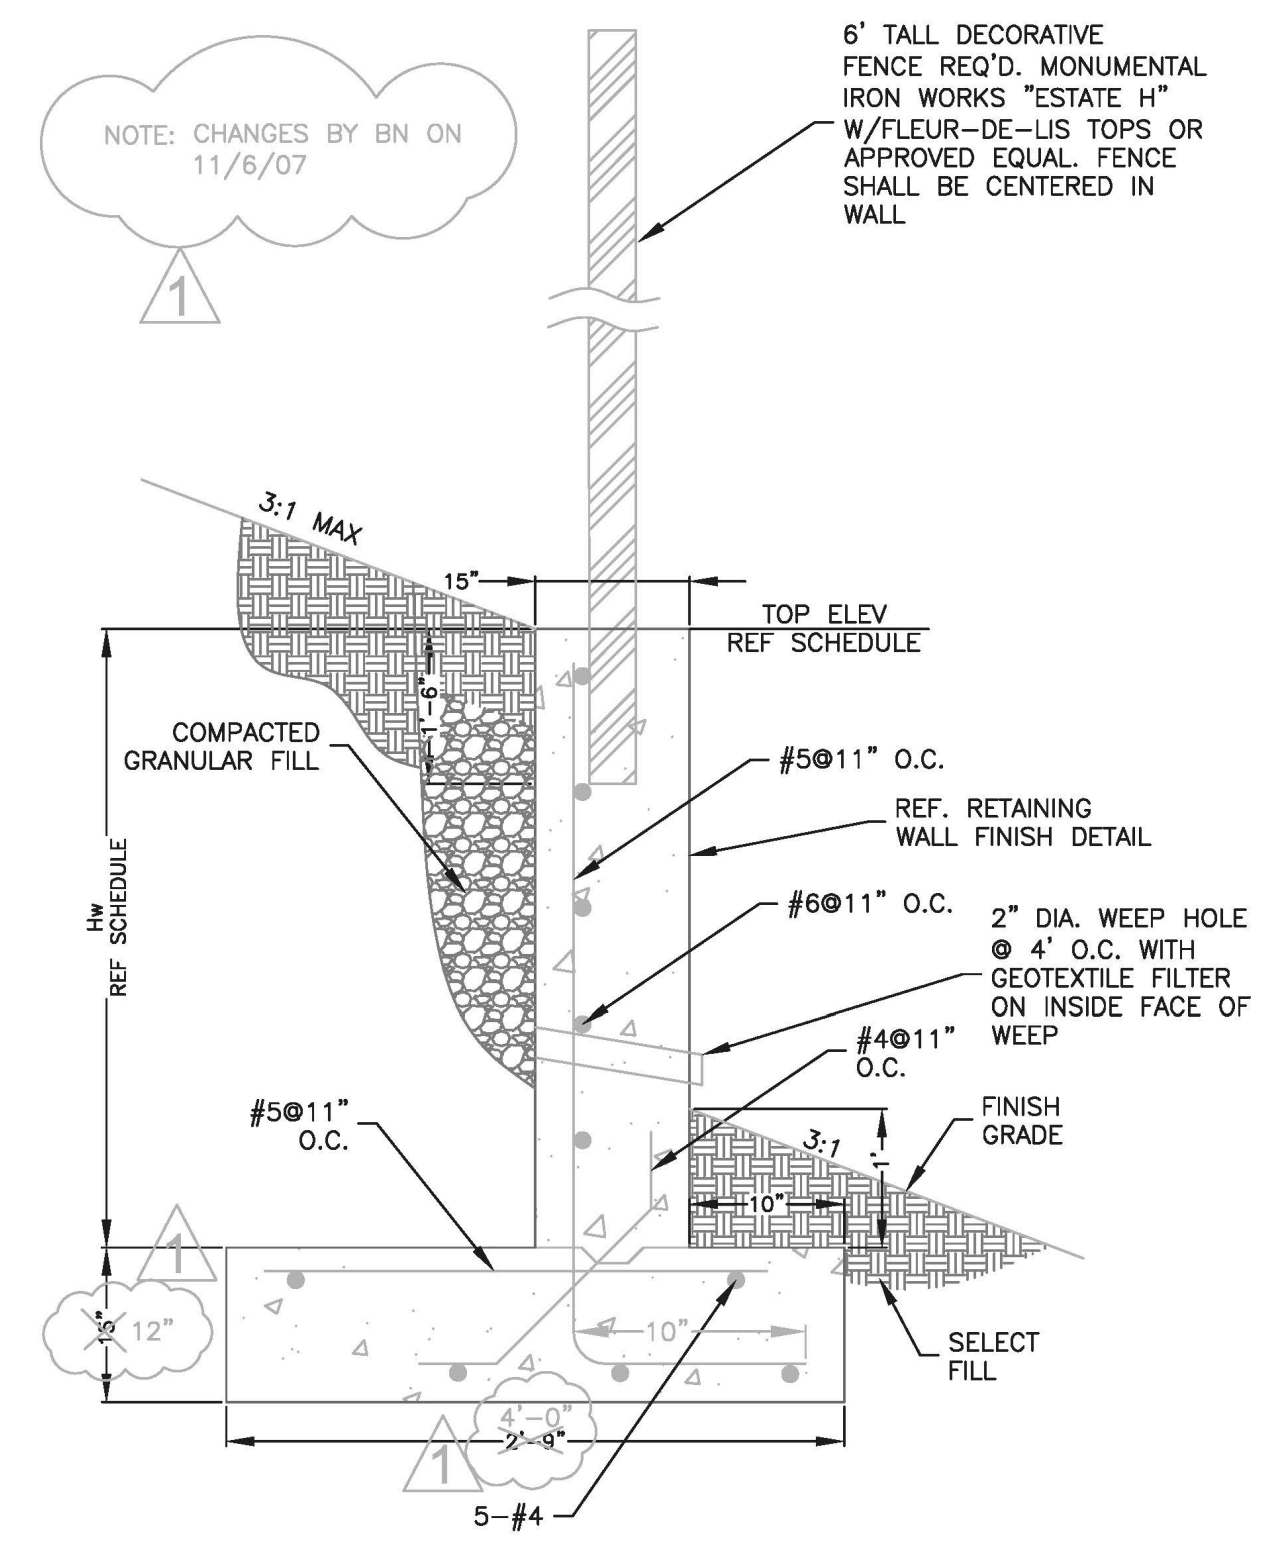 6' TALL DECORATIVE
FENCE REQ'D. MONUMENTAL
IRON WORKS "ESTATE H"
W/FLEUR-DE-LIS TOPS OR
APPROVED EQUAL. FENCE
SHALL BE CENTERED IN
WALL
NOTE: CHANGES BY BN ON
11/6/07
1
3:1 MAX
15"
TOP ELEV
REF SCHEDULE
1'-6"
COMPACTED
GRANULAR FILL
#5@11" O.C.
REF. RETAINING
WALL FINISH DETAIL
Hw
REF SCHEDULE
#6@11" O.C.
2" DIA. WEEP HOLE
@ 4' O.C. WITH
GEOTEXTILE FILTER
ON INSIDE FACE OF
WEEP
#4@11"
O.C.
#5@11"
O.C.
FINISH
GRADE
3:1
1'
10"
1
12"
10"
SELECT
FILL
4'-0"
2'-9"
1
5-#4